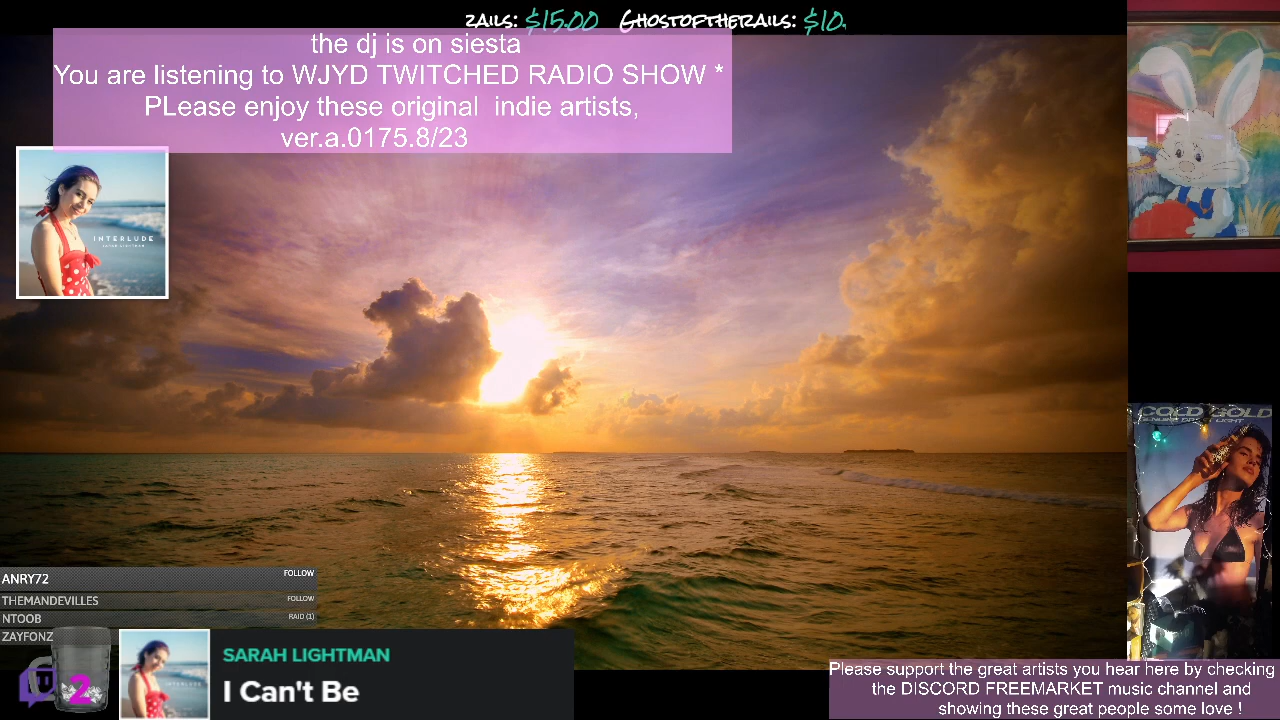 zails: $15.00 Ghostoftherails: $10.
the dj is on siesta
You are listening to WJYD TWITCHED RADIO SHOW *
PLease enjoy these original indie artists,
ver.a.0175.8/23
INTERLUDE
COLD GOLD
ANRY72 FOLLOW
THEMANDEVILLES FOLLOW
NTOOB RAID (1)
ZAYFONZ
2
SARAH LIGHTMAN
I Can't Be
Please support the great artists you hear here by checking
the DISCORD FREEMARKET music channel and
showing these great people some love !